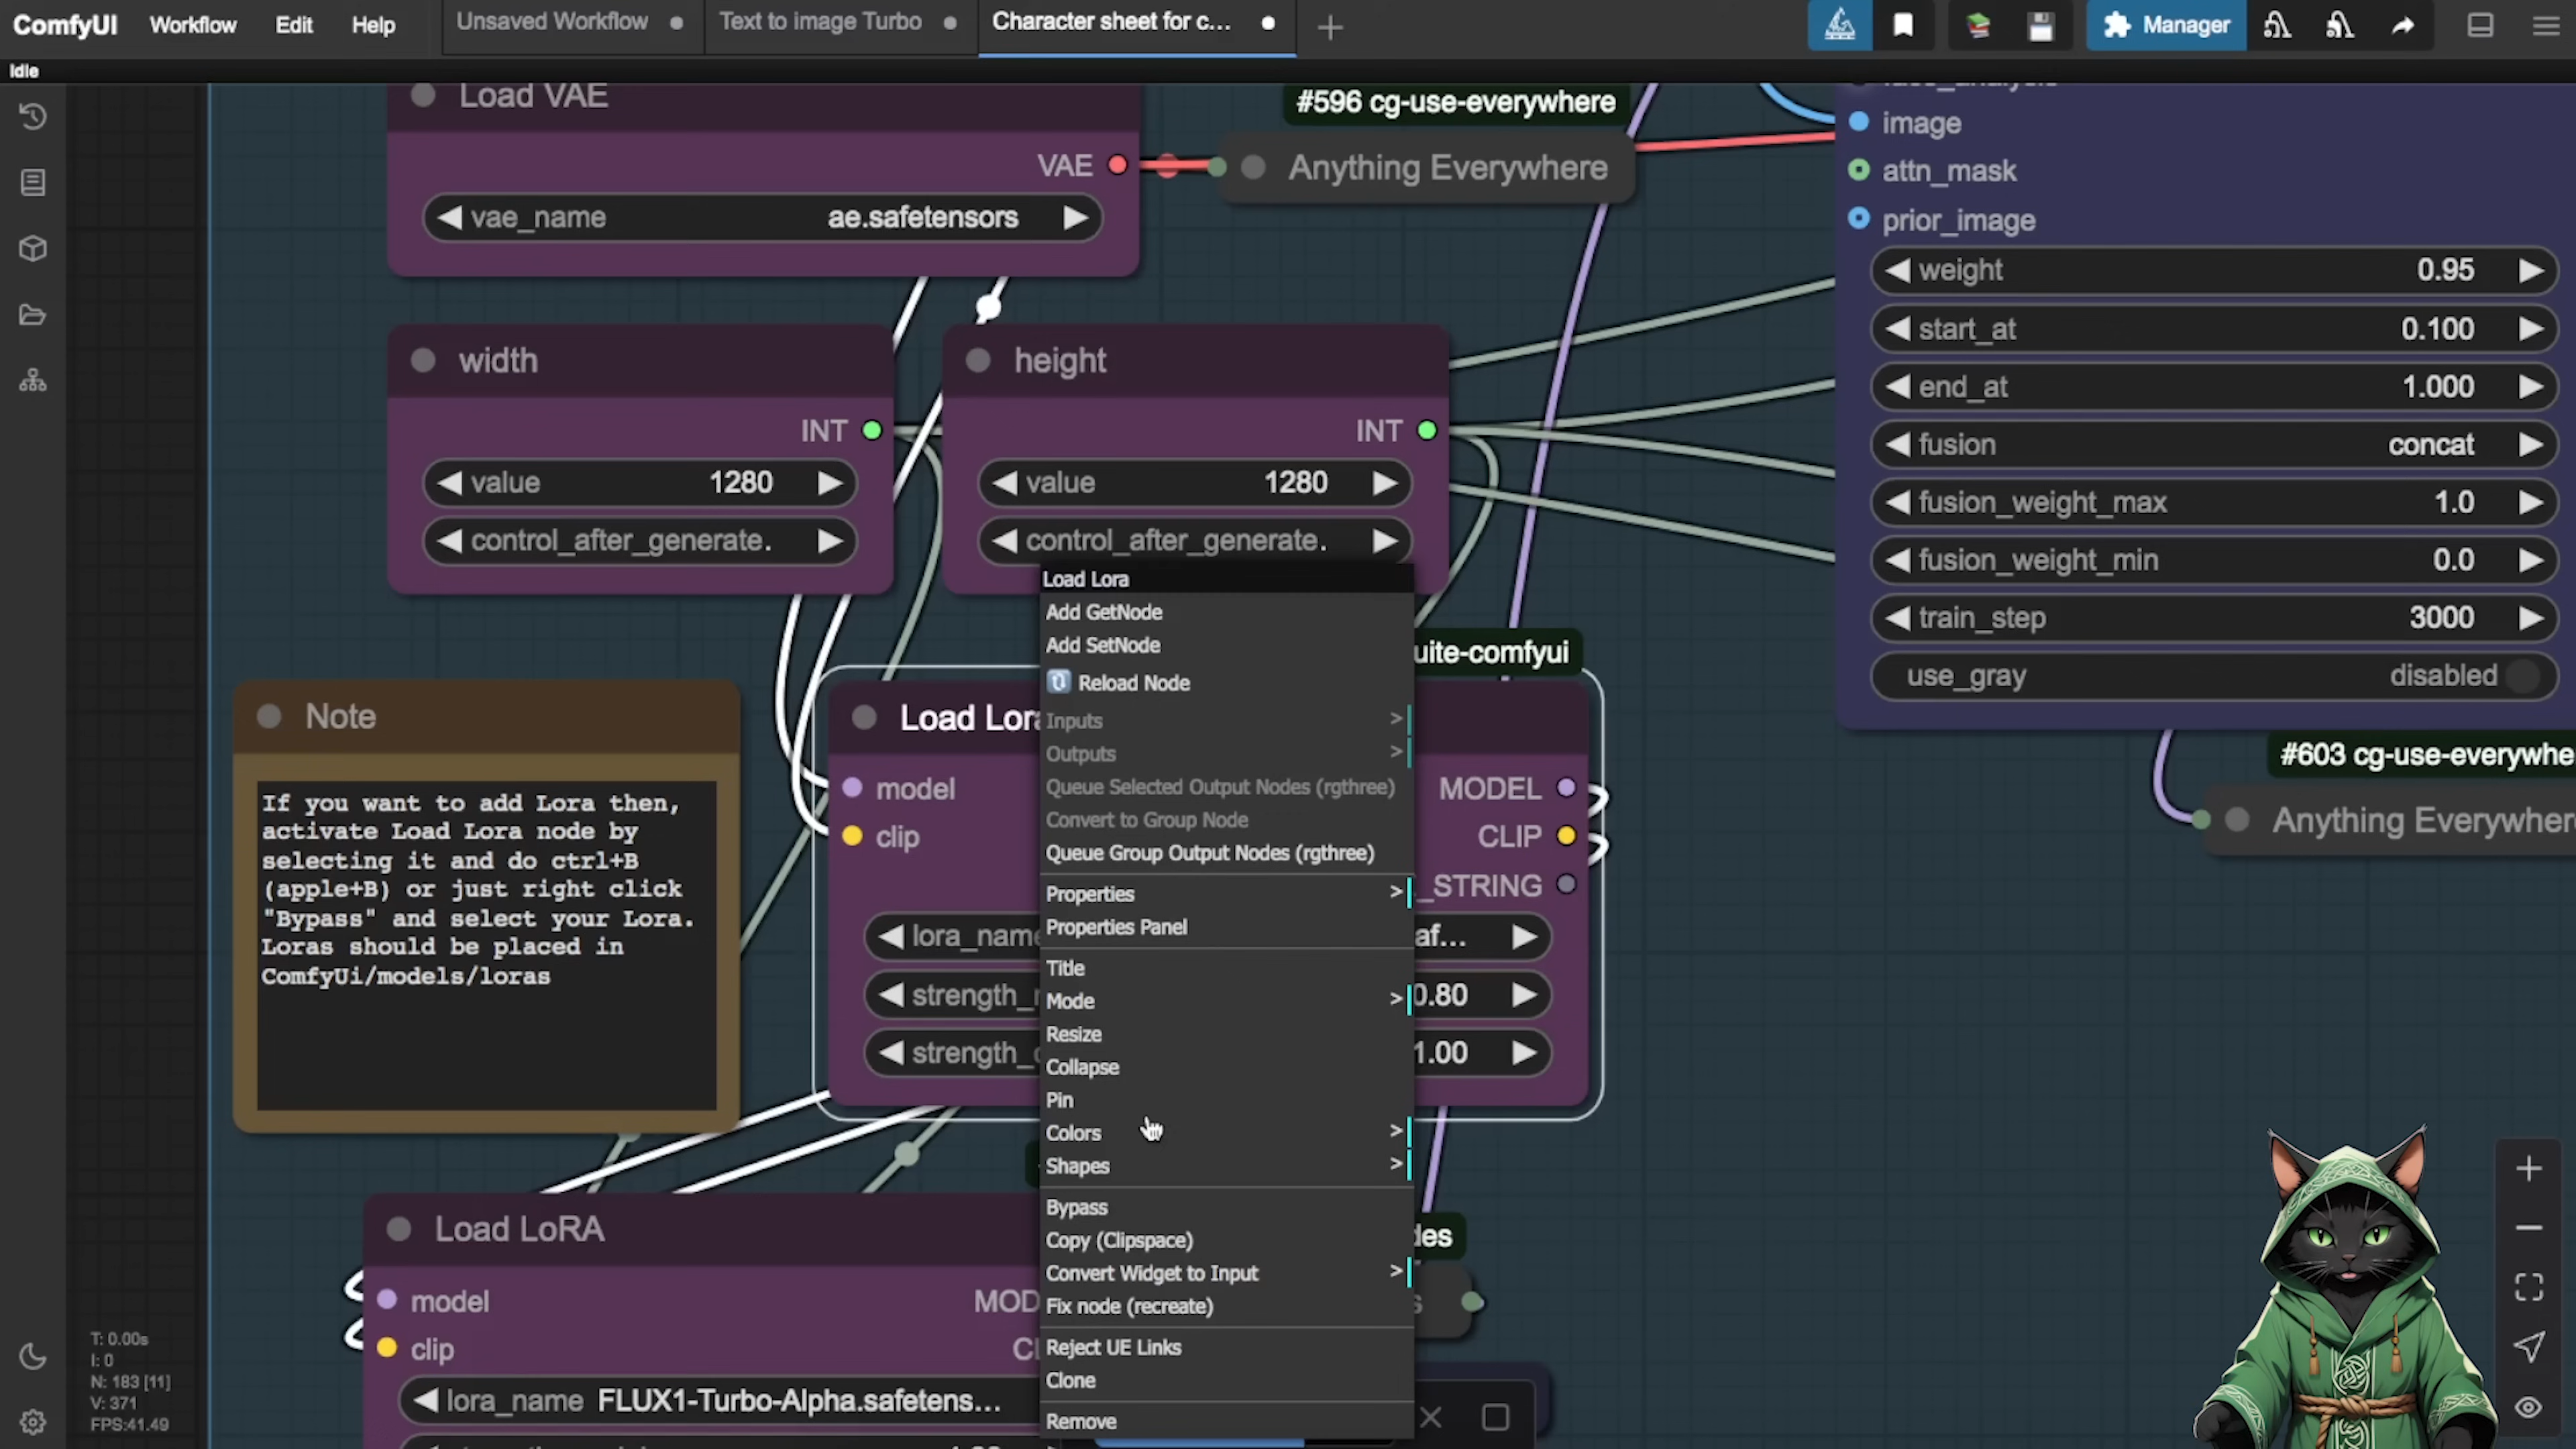 ComfyUI Workflow Edit Help
Unsaved Workflow
Text to image Turbo
Character sheet for c...
Manager
Idle
Load VAE
VAE
vae_name ae.safetensors
#596 cg-use-everywhere
Anything Everywhere
image
attn_mask
prior_image
weight 0.95
start_at 0.100
end_at 1.000
fusion concat
fusion_weight_max 1.0
fusion_weight_min 0.0
train_step 3000
use_gray disabled
width
INT
value 1280
control_after_generate.
height
INT
value 1280
control_after_generate.
Note
If you want to add Lora then,
activate Load Lora node by
selecting it and do ctrl+B
(apple+B) or just right click
"Bypass" and select your Lora.
Loras should be placed in
ComfyUi/models/loras
uite-comfyui
Load Lora
model
clip
MODEL
CLIP
_STRING
lora_name af...
strength_ 0.80
strength_ 1.00
Load Lora
Add GetNode
Add SetNode
Reload Node
Inputs >
Outputs >
Queue Selected Output Nodes (rgthree)
Convert to Group Node
Queue Group Output Nodes (rgthree)
Properties >
Properties Panel
Title
Mode >
Resize
Collapse
Pin
Colors >
Shapes >
Bypass
Copy (Clipspace)
Convert Widget to Input >
Fix node (recreate)
Reject UE Links
Clone
Remove
#603 cg-use-everywhe
Anything Everywher
Load LoRA
model
clip
MOD
lora_name FLUX1-Turbo-Alpha.safetens...
des
T: 0.00s
I: 0
N: 183 [11]
V: 371
FPS:41.49